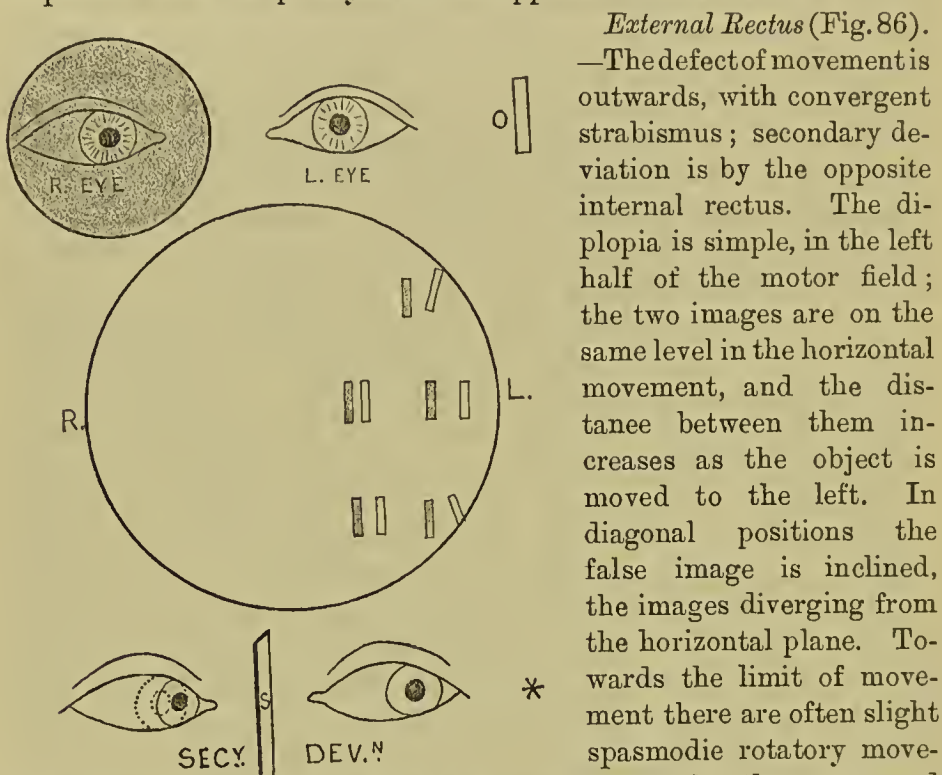 R. EYE
L. EYE
O
R.
L.
SECY.
S
DEV.N
*
External Rectus (Fig. 86).
—The defect of movement is
outwards, with convergent
strabismus ; secondary de-
viation is by the opposite
internal rectus. The di-
plopia is simple, in the left
half of the motor field ;
the two images are on the
same level in the horizontal
movement, and the dis-
tanee between them in-
creases as the object is
moved to the left. In
diagonal positions the
false image is inclined,
the images diverging from
the horizontal plane. To-
wards the limit of move-
ment there are often slight
spasmodie rotatory move-